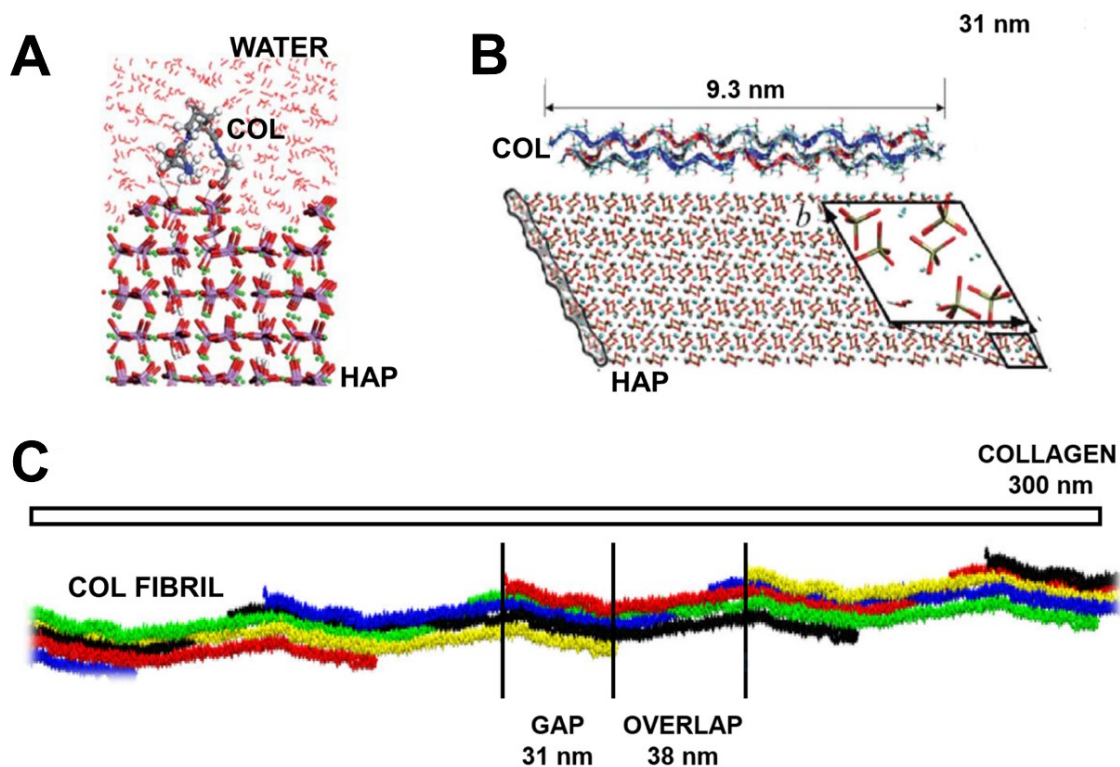 A
WATER
COL
HAP
31 nm
B
9.3 nm
COL
b
HAP
C
COLLAGEN
300 nm
COL FIBRIL
GAP
31 nm
OVERLAP
38 nm